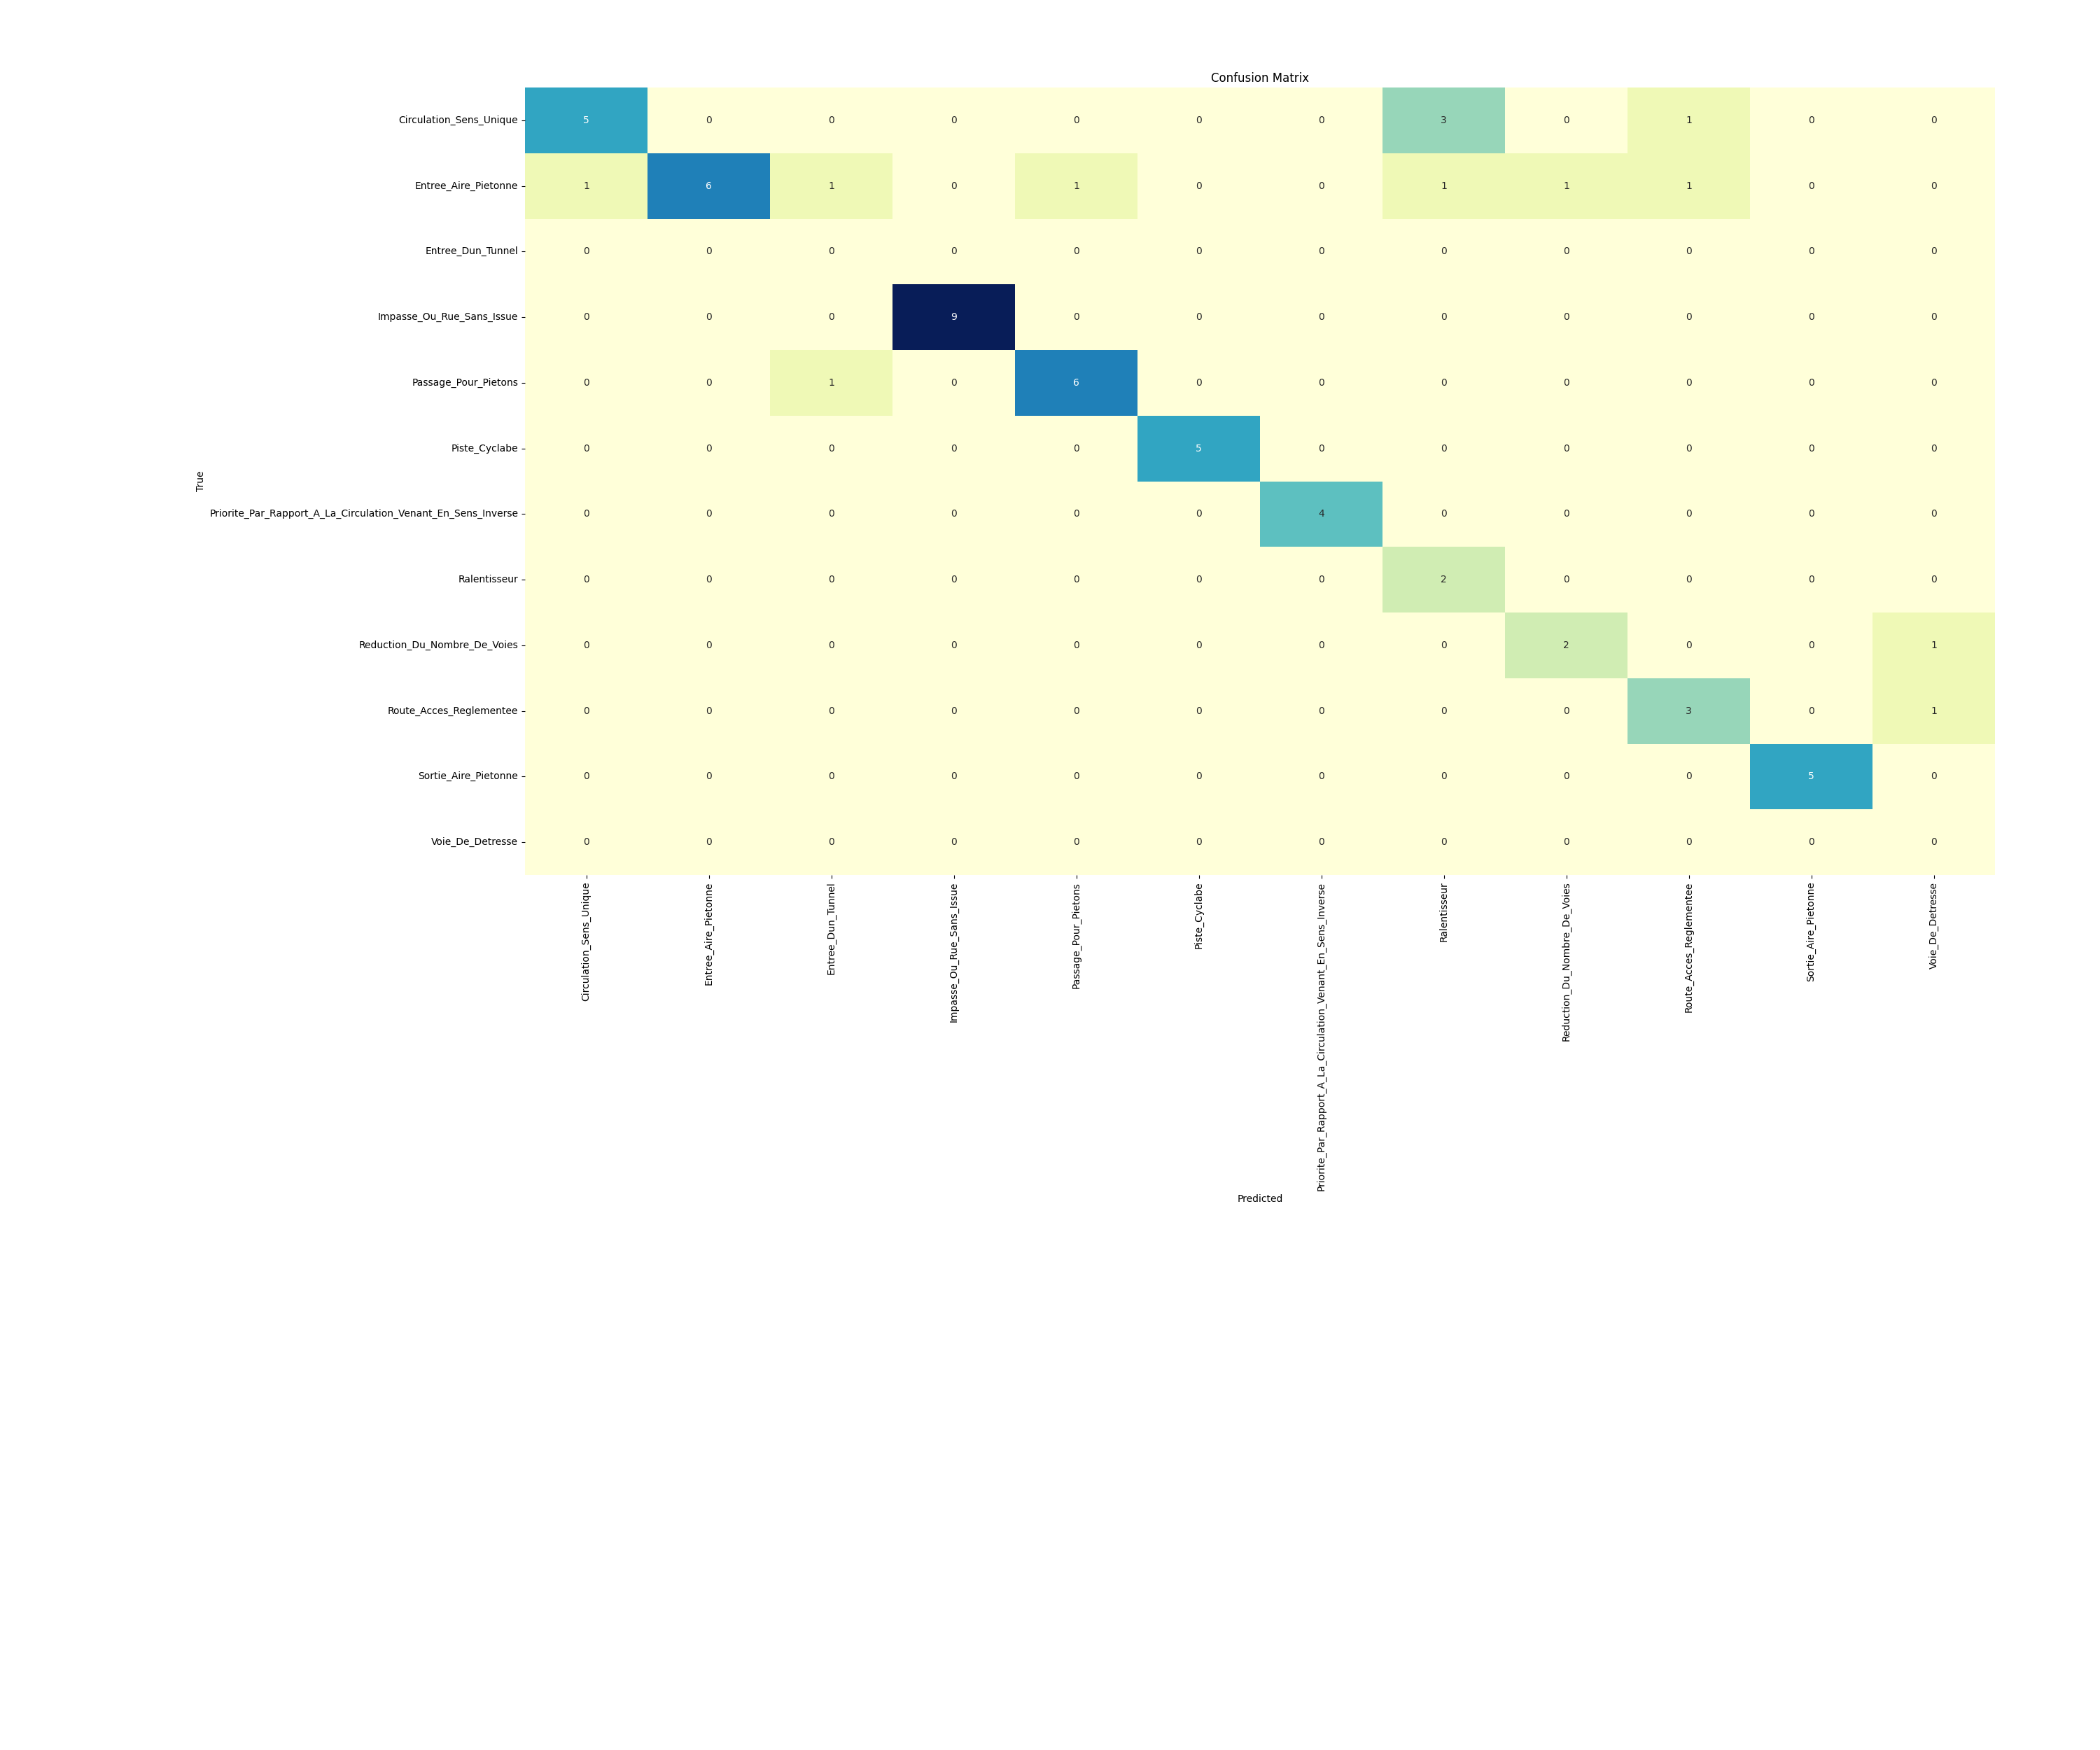 Confusion Matrix
Circulation_Sens_Unique 5 0 0 0 0 0 0 3 0 1 0 0
Entree_Aire_Pietonne 1 6 1 0 1 0 0 1 1 1 0 0
Entree_Dun_Tunnel 0 0 0 0 0 0 0 0 0 0 0 0
Impasse_Ou_Rue_Sans_Issue 0 0 0 9 0 0 0 0 0 0 0 0
Passage_Pour_Pietons 0 0 1 0 6 0 0 0 0 0 0 0
Piste_Cyclabe 0 0 0 0 0 5 0 0 0 0 0 0
True
Priorite_Par_Rapport_A_La_Circulation_Venant_En_Sens_Inverse 0 0 0 0 0 0 4 0 0 0 0 0
Ralentisseur 0 0 0 0 0 0 0 2 0 0 0 0
Reduction_Du_Nombre_De_Voies 0 0 0 0 0 0 0 0 2 0 0 1
Route_Acces_Reglementee 0 0 0 0 0 0 0 0 0 3 0 1
Sortie_Aire_Pietonne 0 0 0 0 0 0 0 0 0 0 5 0
Voie_De_Detresse 0 0 0 0 0 0 0 0 0 0 0 0
Circulation_Sens_Unique
Entree_Aire_Pietonne
Entree_Dun_Tunnel
Impasse_Ou_Rue_Sans_Issue
Passage_Pour_Pietons
Piste_Cyclabe
Priorite_Par_Rapport_A_La_Circulation_Venant_En_Sens_Inverse
Ralentisseur
Reduction_Du_Nombre_De_Voies
Route_Acces_Reglementee
Sortie_Aire_Pietonne
Voie_De_Detresse
Predicted